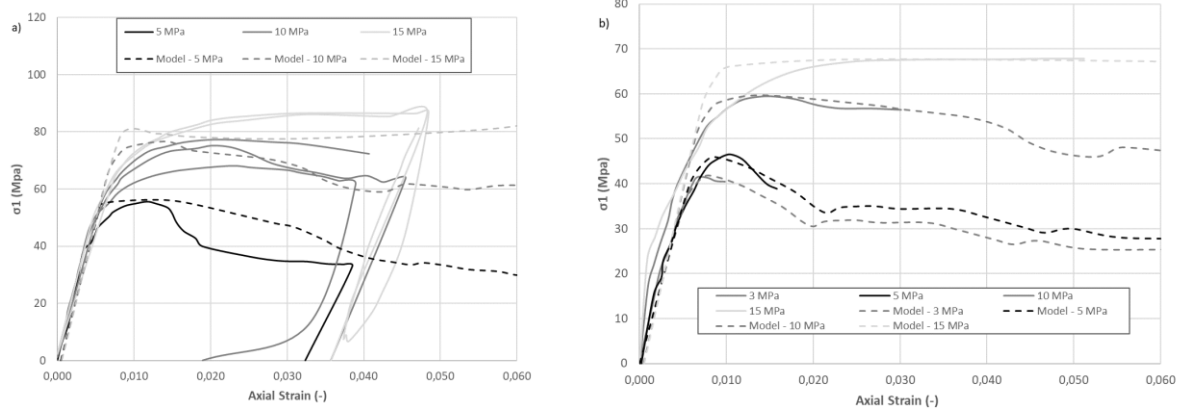 a)
120
100
80
60
40
20
0
σ1 (Mpa)
5 MPa 10 MPa 15 MPa
Model - 5 MPa Model - 10 MPa Model - 15 MPa
0,000 0,010 0,020 0,030 0,040 0,050 0,060
Axial Strain (-)
b)
80
70
60
50
40
30
20
10
0
σ1 (MPa)
3 MPa 5 MPa 10 MPa
15 MPa Model - 3 MPa Model - 5 MPa
Model - 10 MPa Model - 15 MPa
0,000 0,010 0,020 0,030 0,040 0,050 0,060
Axial Strain (-)